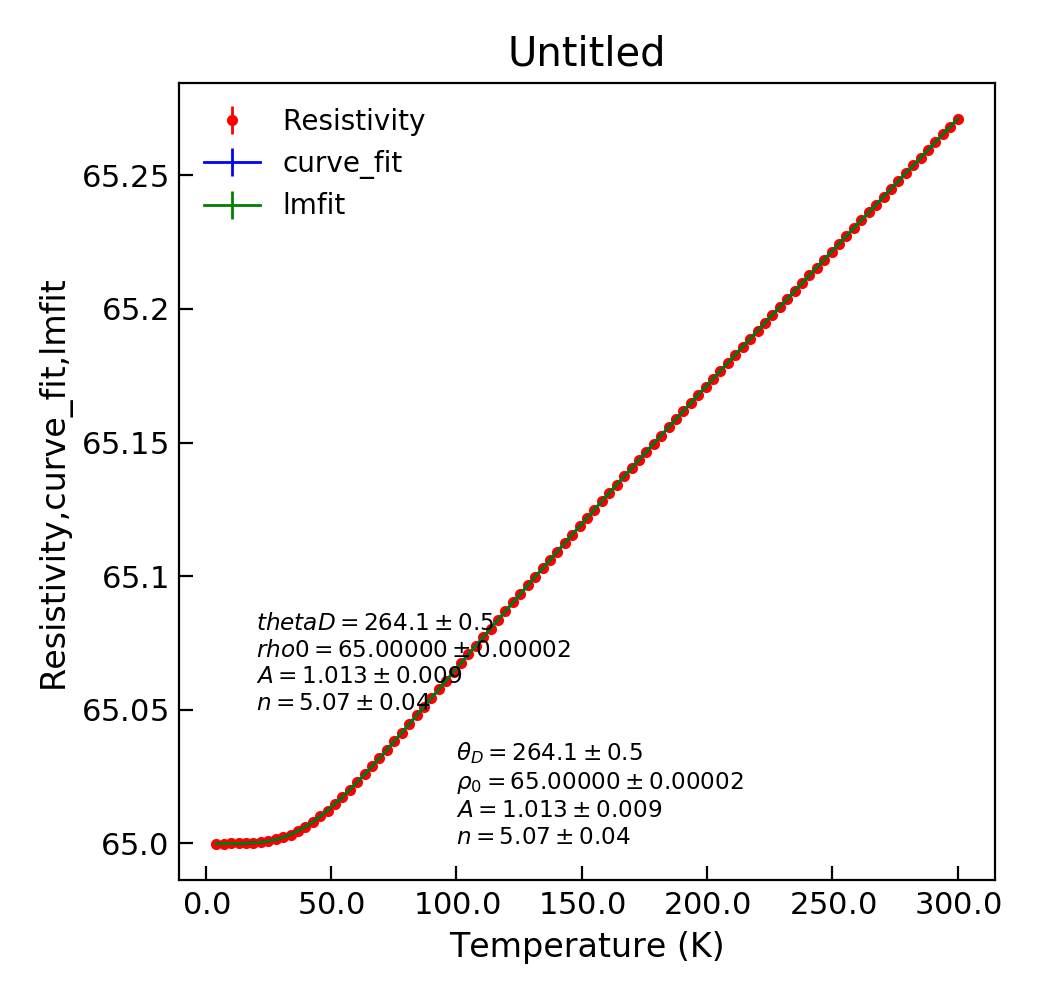 Untitled
Resistivity
curve_fit
lmfit
Resistivity,curve_fit,lmfit
65.25
65.2
65.15
65.1
65.05
65.0
thetaD = 264.1 ± 0.5
rho0 = 65.00000 ± 0.00002
A = 1.013 ± 0.009
n = 5.07 ± 0.04
θ_D = 264.1 ± 0.5
ρ_0 = 65.00000 ± 0.00002
A = 1.013 ± 0.009
n = 5.07 ± 0.04
0.0 50.0 100.0 150.0 200.0 250.0 300.0
Temperature (K)